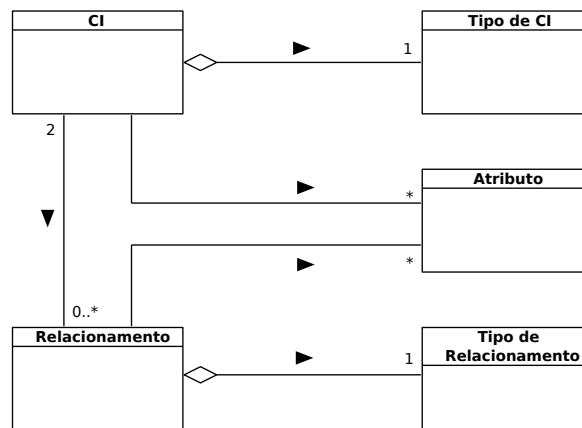 CI
Tipo de CI
1
2
Atributo
*
*
0..*
Relacionamento
Tipo de
Relacionamento
1